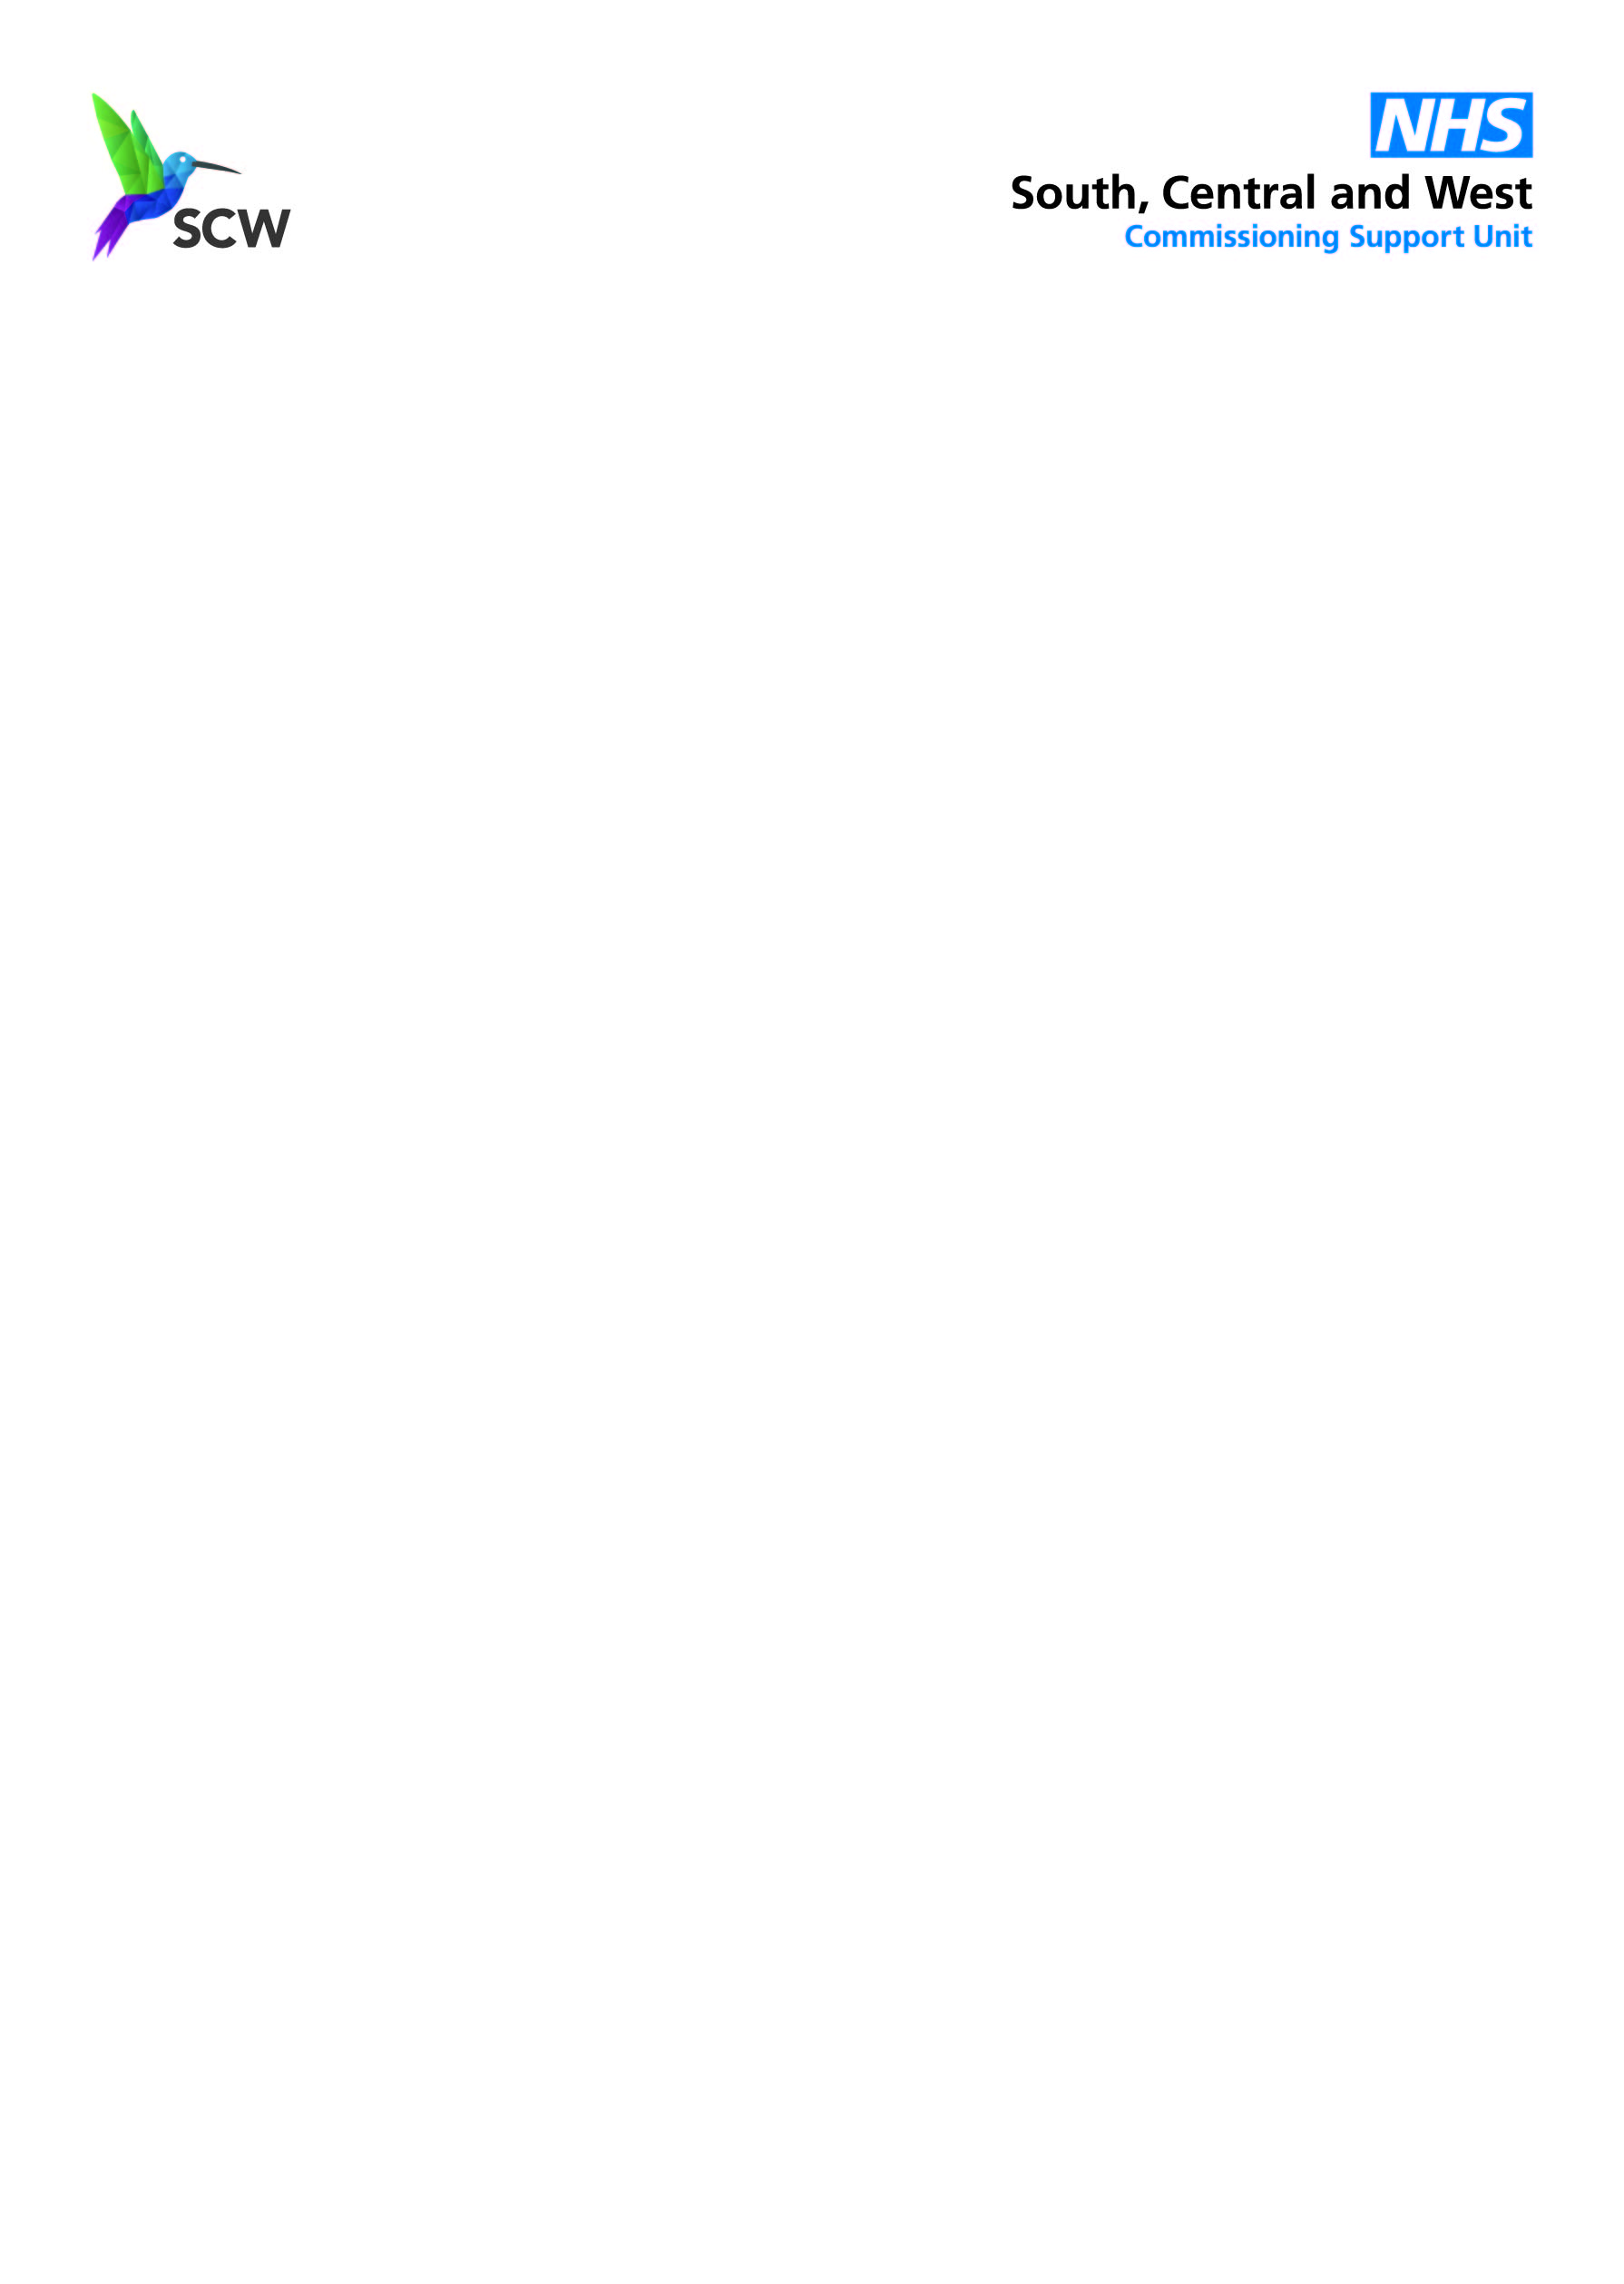 SCW
NHS
South, Central and West
Commissioning Support Unit